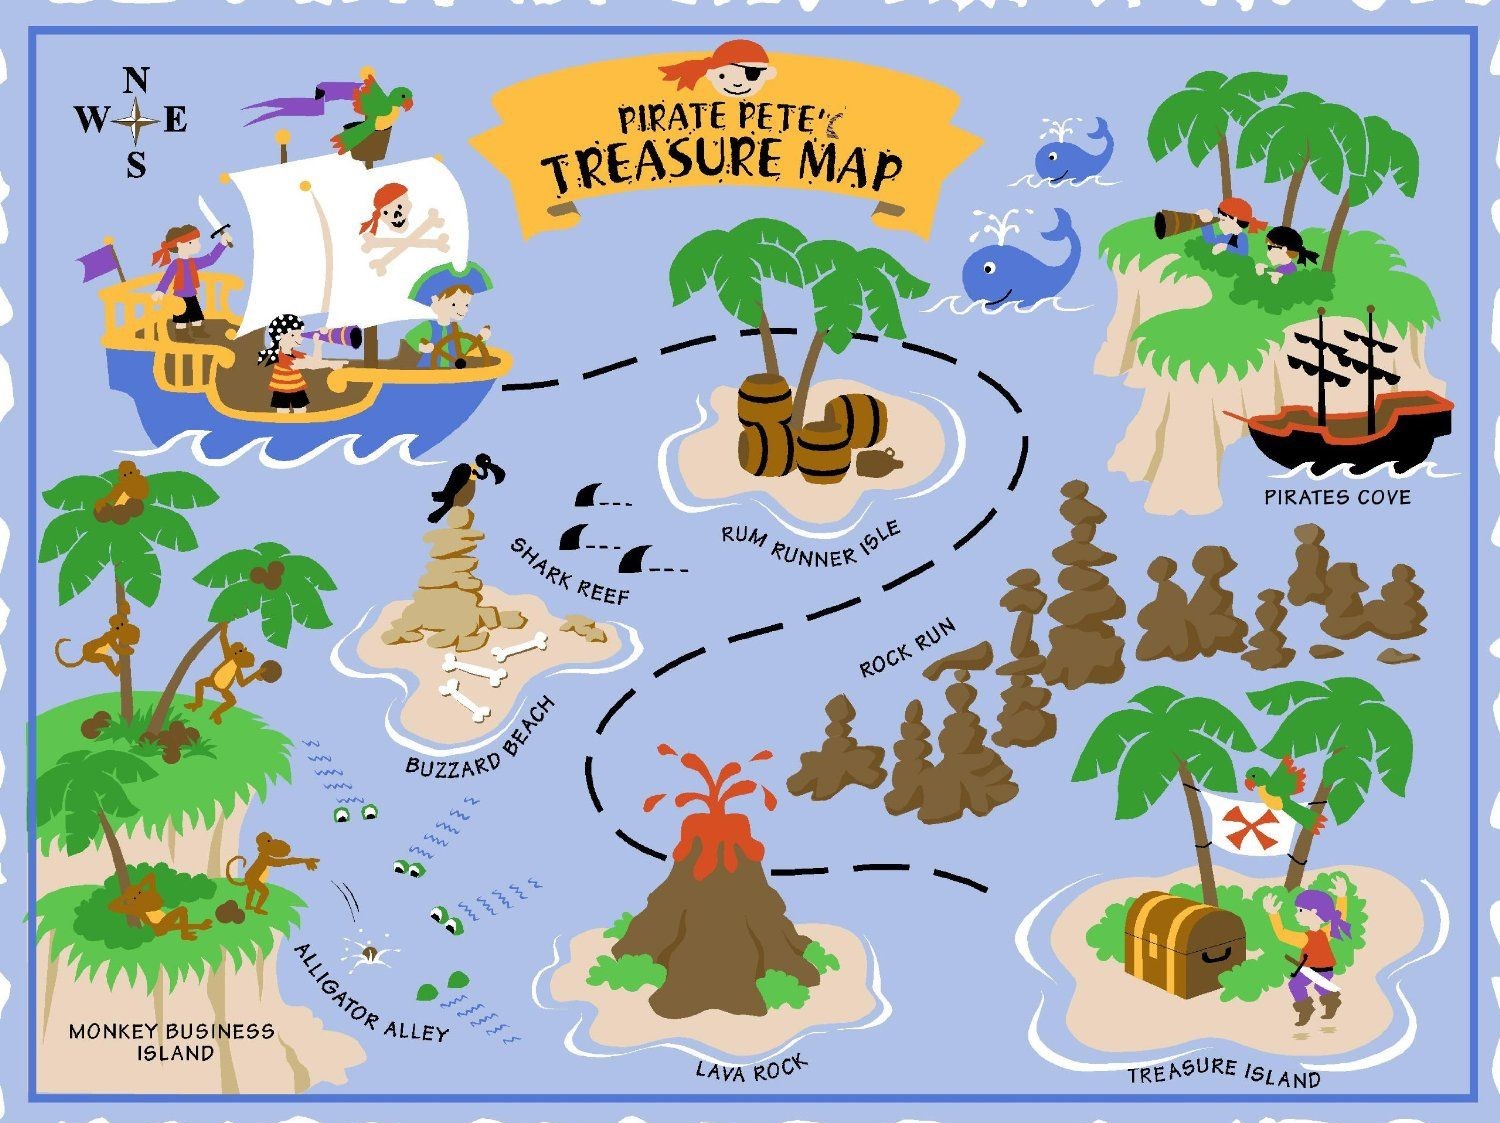 N
W E
S
PIRATE PETE'S
TREASURE MAP
PIRATES COVE
RUM RUNNER ISLE
SHARK REEF
ROCK RUN
BUZZARD BEACH
ALLIGATOR ALLEY
MONKEY BUSINESS
ISLAND
LAVA ROCK
TREASURE ISLAND